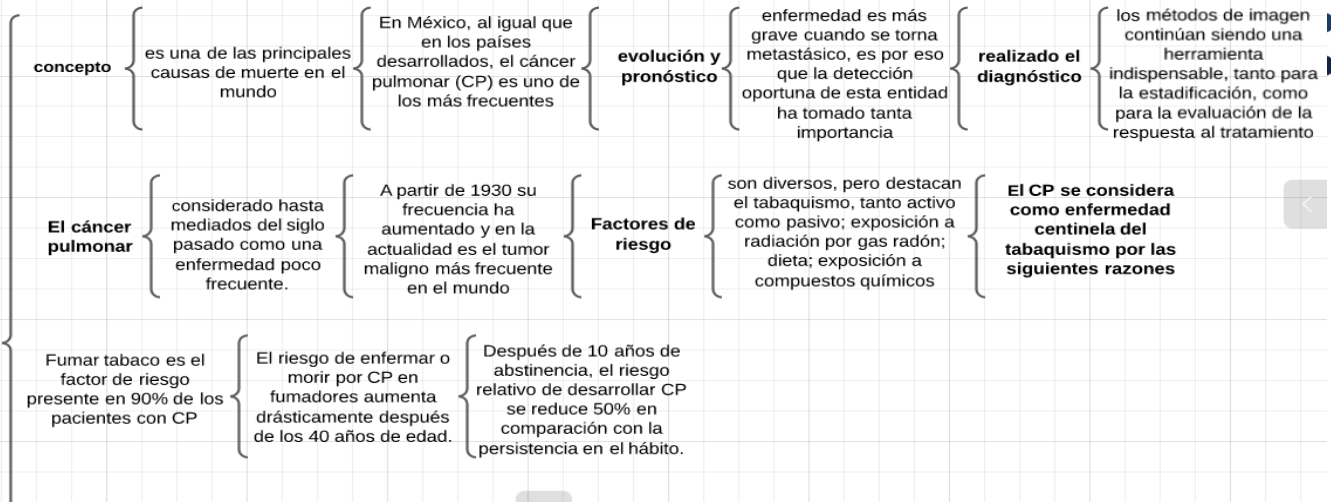 concepto
es una de las principales
causas de muerte en el
mundo
En México, al igual que
en los países
desarrollados, el cáncer
pulmonar (CP) es uno de
los más frecuentes
evolución y
pronóstico
enfermedad es más
grave cuando se torna
metastásico, es por eso
que la detección
oportuna de esta entidad
ha tomado tanta
importancia
realizado el
diagnóstico
los métodos de imagen
continúan siendo una
herramienta
indispensable, tanto para
la estadificación, como
para la evaluación de la
respuesta al tratamiento
El cáncer
pulmonar
considerado hasta
mediados del siglo
pasado como una
enfermedad poco
frecuente.
A partir de 1930 su
frecuencia ha
aumentado y en la
actualidad es el tumor
maligno más frecuente
en el mundo
Factores de
riesgo
son diversos, pero destacan
el tabaquismo, tanto activo
como pasivo; exposición a
radiación por gas radón;
dieta; exposición a
compuestos químicos
El CP se considera
como enfermedad
centinela del
tabaquismo por las
siguientes razones
Fumar tabaco es el
factor de riesgo
presente en 90% de los
pacientes con CP
El riesgo de enfermar o
morir por CP en
fumadores aumenta
drásticamente después
de los 40 años de edad.
Después de 10 años de
abstinencia, el riesgo
relativo de desarrollar CP
se reduce 50% en
comparación con la
persistencia en el hábito.